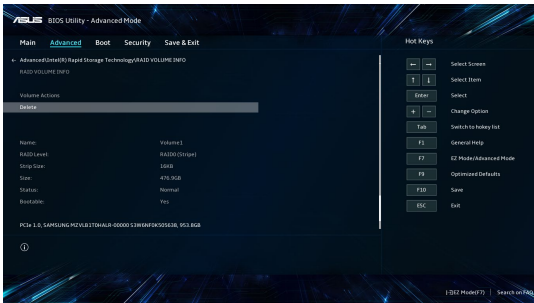 ASUS BIOS Utility - Advanced Mode
Main Advanced Boot Security Save & Exit
Hot Keys
← Advanced\Intel(R) Rapid Storage Technology\RAID VOLUME INFO
RAID VOLUME INFO
Volume Actions
Delete
Name: Volume1
RAID Level: RAID0 (Stripe)
Strip Size: 16KB
Size: 476.9GB
Status: Normal
Bootable: Yes
PCIe 1.0, SAMSUNG MZVLB1T0HALR-00000 S3W6NF0K505638, 953.8GB
← → Select Screen
↑ ↓ Select Item
Enter Select
+ − Change Option
Tab Switch to hokey list
F1 General Help
F7 EZ Mode/Advanced Mode
F9 Optimized Defaults
F10 Save
ESC Exit
EZ Mode(F7) | Search on FAQ